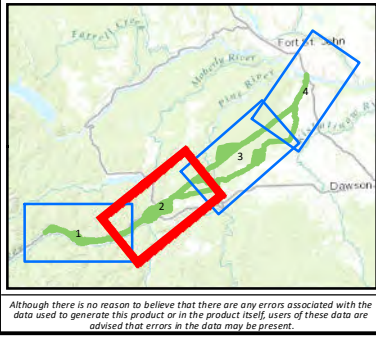 Farrell Creek
Fort St. John
Moberly River
Pine River
4
3
Dawson
2
1
Although there is no reason to believe that there are any errors associated with the
data used to generate this product or in the product itself, users of these data are
advised that errors in the data may be present.